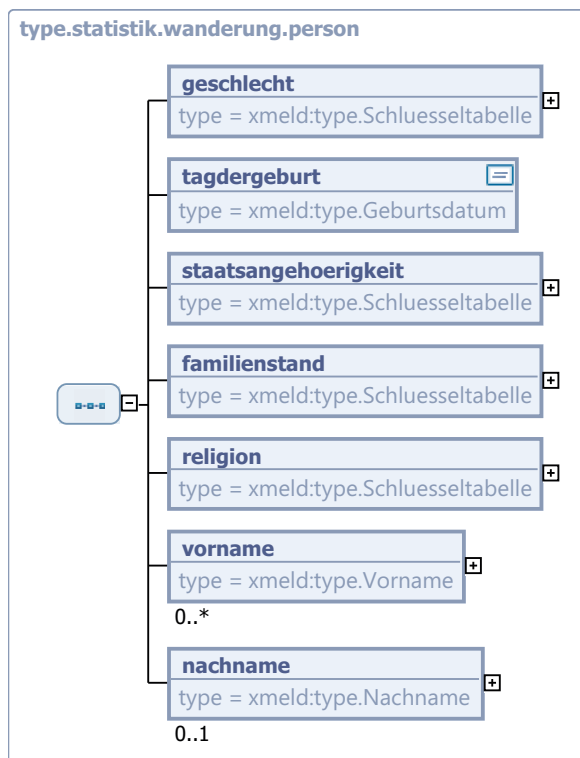 type.statistik.wanderung.person
geschlecht
type = xmeld:type.Schluesseltabelle
tagdergeburt
type = xmeld:type.Geburtsdatum
staatsangehoerigkeit
type = xmeld:type.Schluesseltabelle
familienstand
type = xmeld:type.Schluesseltabelle
religion
type = xmeld:type.Schluesseltabelle
vorname
type = xmeld:type.Vorname
0..*
nachname
type = xmeld:type.Nachname
0..1